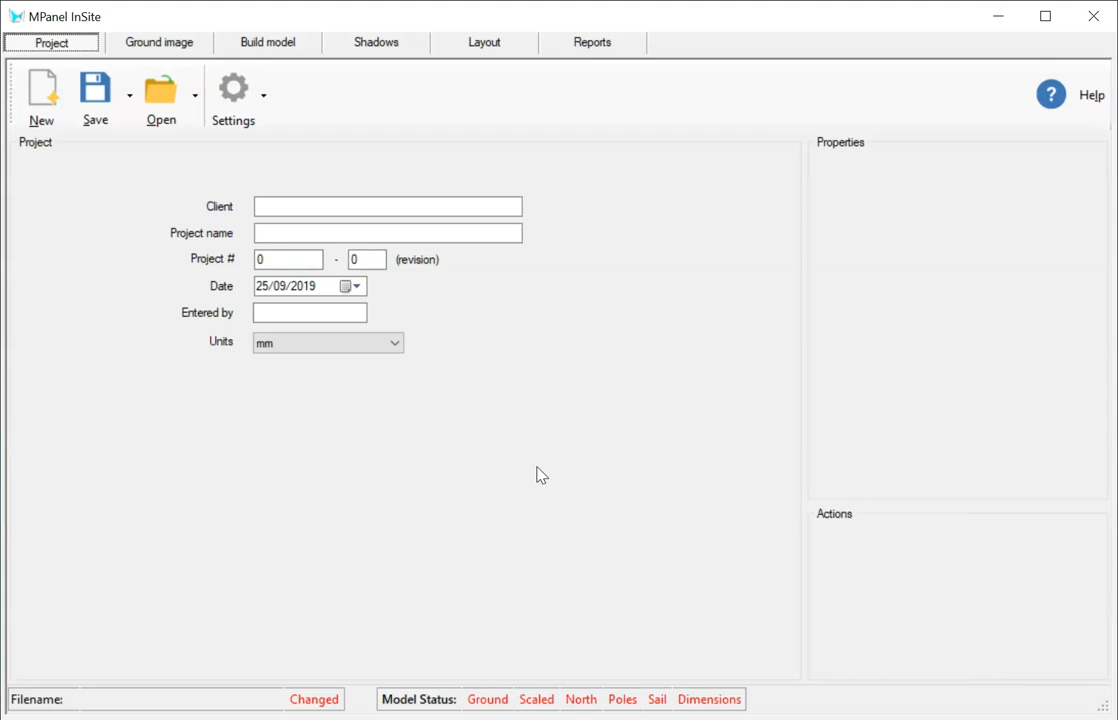 MPanel InSite
Project Ground image Build model Shadows Layout Reports
New Save Open Settings ? Help
Project
Properties
Client
Project name
Project # 0 - 0 (revision)
Date 25/09/2019
Entered by
Units mm
Actions
Filename: Changed Model Status: Ground Scaled North Poles Sail Dimensions